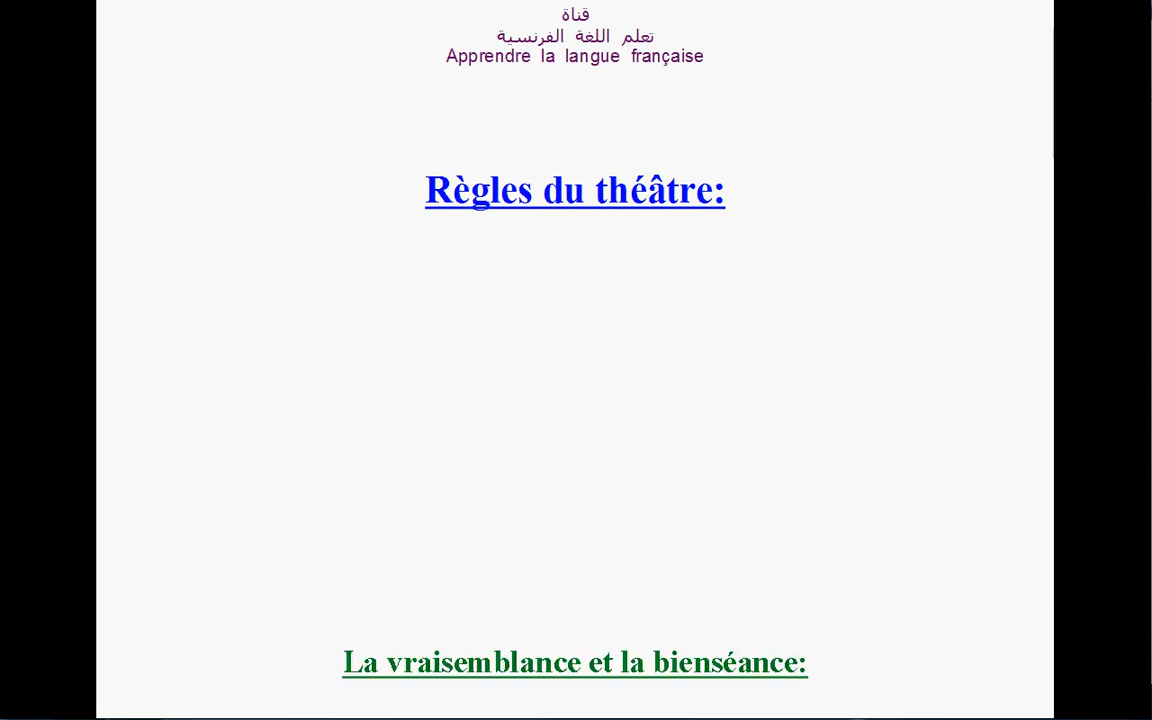 قناة
تعلم اللغة الفرنسية
Apprendre la langue française
Règles du théâtre:
La vraisemblance et la bienséance: